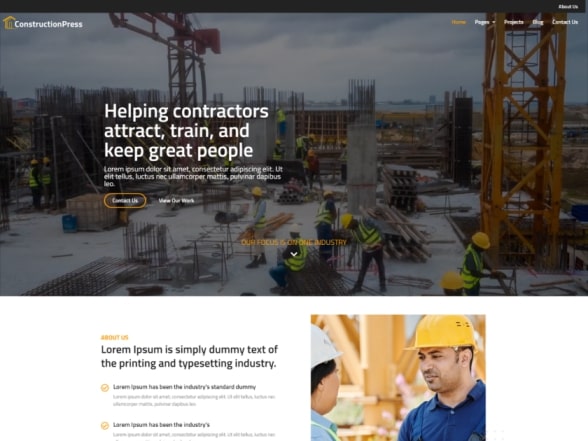 About Us
ConstructionPress
Home Pages Projects Blog Contact Us
Helping contractors
attract, train, and
keep great people
Lorem ipsum dolor sit amet, consectetur adipiscing elit. Ut
elit tellus, luctus nec ullamcorper mattis, pulvinar dapibus
leo.
Contact Us View Our Work
OUR FOCUS IS ON ONE INDUSTRY
ABOUT US
Lorem Ipsum is simply dummy text of
the printing and typesetting industry.
Lorem Ipsum has been the industry's standard dummy
Lorem ipsum dolor sit amet, consectetur adipiscing elit. Ut elit tellus, luctus nec
ullamcorper mattis, pulvinar dapibus leo.
Lorem Ipsum has been the industry's
Lorem ipsum dolor sit amet, consectetur adipiscing elit. Ut elit tellus, luctus nec